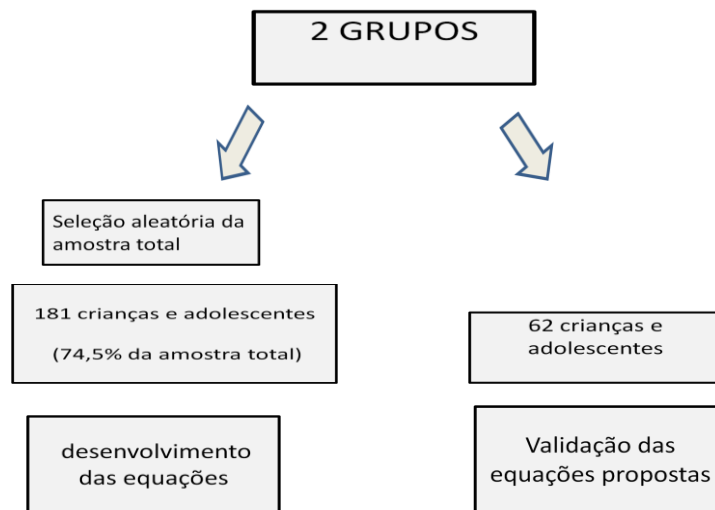 2 GRUPOS
Seleção aleatória da
amostra total
181 crianças e adolescentes
(74,5% da amostra total)
desenvolvimento
das equações
62 crianças e
adolescentes
Validação das
equações propostas